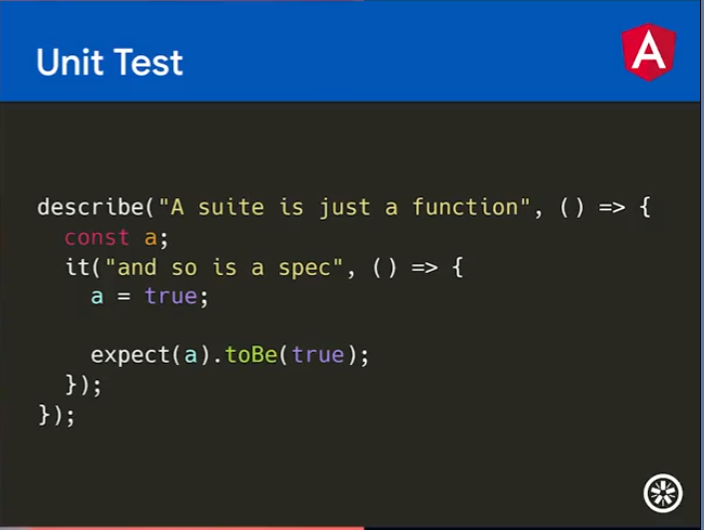 Unit Test
A
describe("A suite is just a function", () => {
  const a;
  it("and so is a spec", () => {
    a = true;

    expect(a).toBe(true);
  });
});